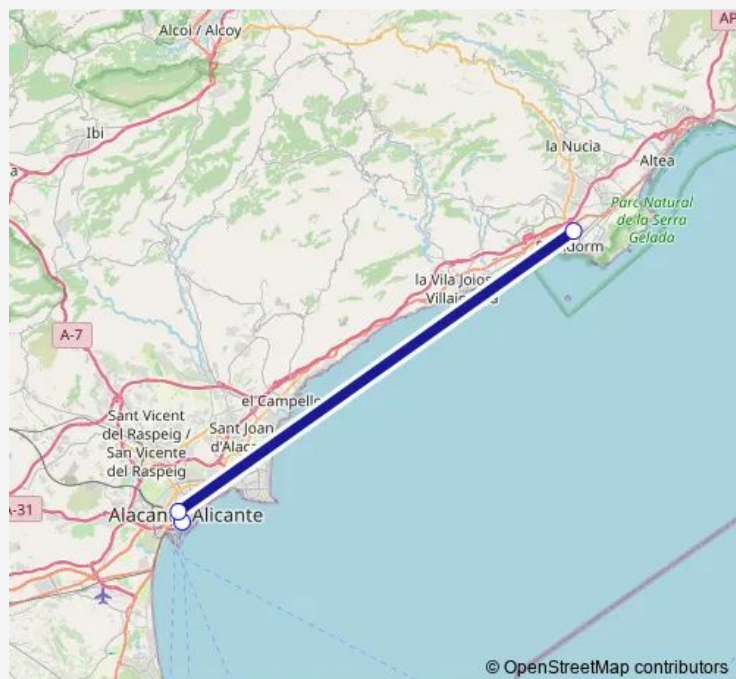 Alcoi / Alcoy
AP
Ibi
la Nucia
Altea
Parc Natural
de la Serra
Gelada
la Vila Joios
A-7
el Campello
Sant Vicent
del Raspeig /
San Vicente
del Raspeig
Sant Joan
d'Alac
A-31
Alacan
Alicante
© OpenStreetMap contributors